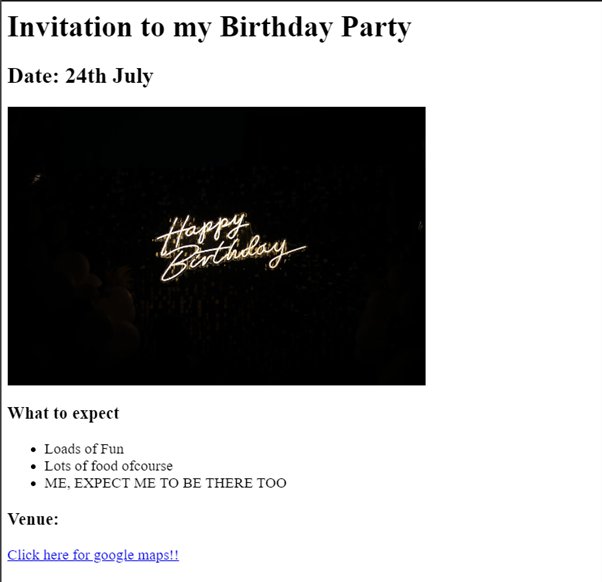 Invitation to my Birthday Party
Date: 24th July
Happy
Birthday
What to expect
Loads of Fun
Lots of food ofcourse
ME, EXPECT ME TO BE THERE TOO
Venue:
Click here for google maps!!